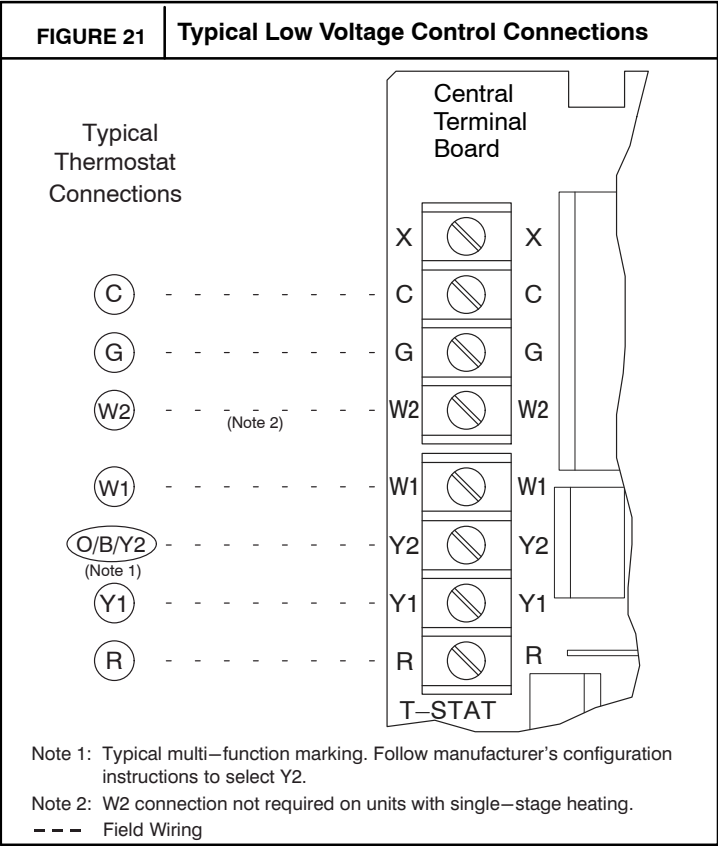 FIGURE 21
Typical Low Voltage Control Connections
Central
Terminal
Board
Typical
Thermostat
Connections
X X
C C C
G G G
W2 (Note 2) W2 W2
W1 W1 W1
O/B/Y2 Y2 Y2
(Note 1)
Y1 Y1 Y1
R R R
T–STAT
Note 1: Typical multi–function marking. Follow manufacturer's configuration
instructions to select Y2.
Note 2: W2 connection not required on units with single–stage heating.
Field Wiring